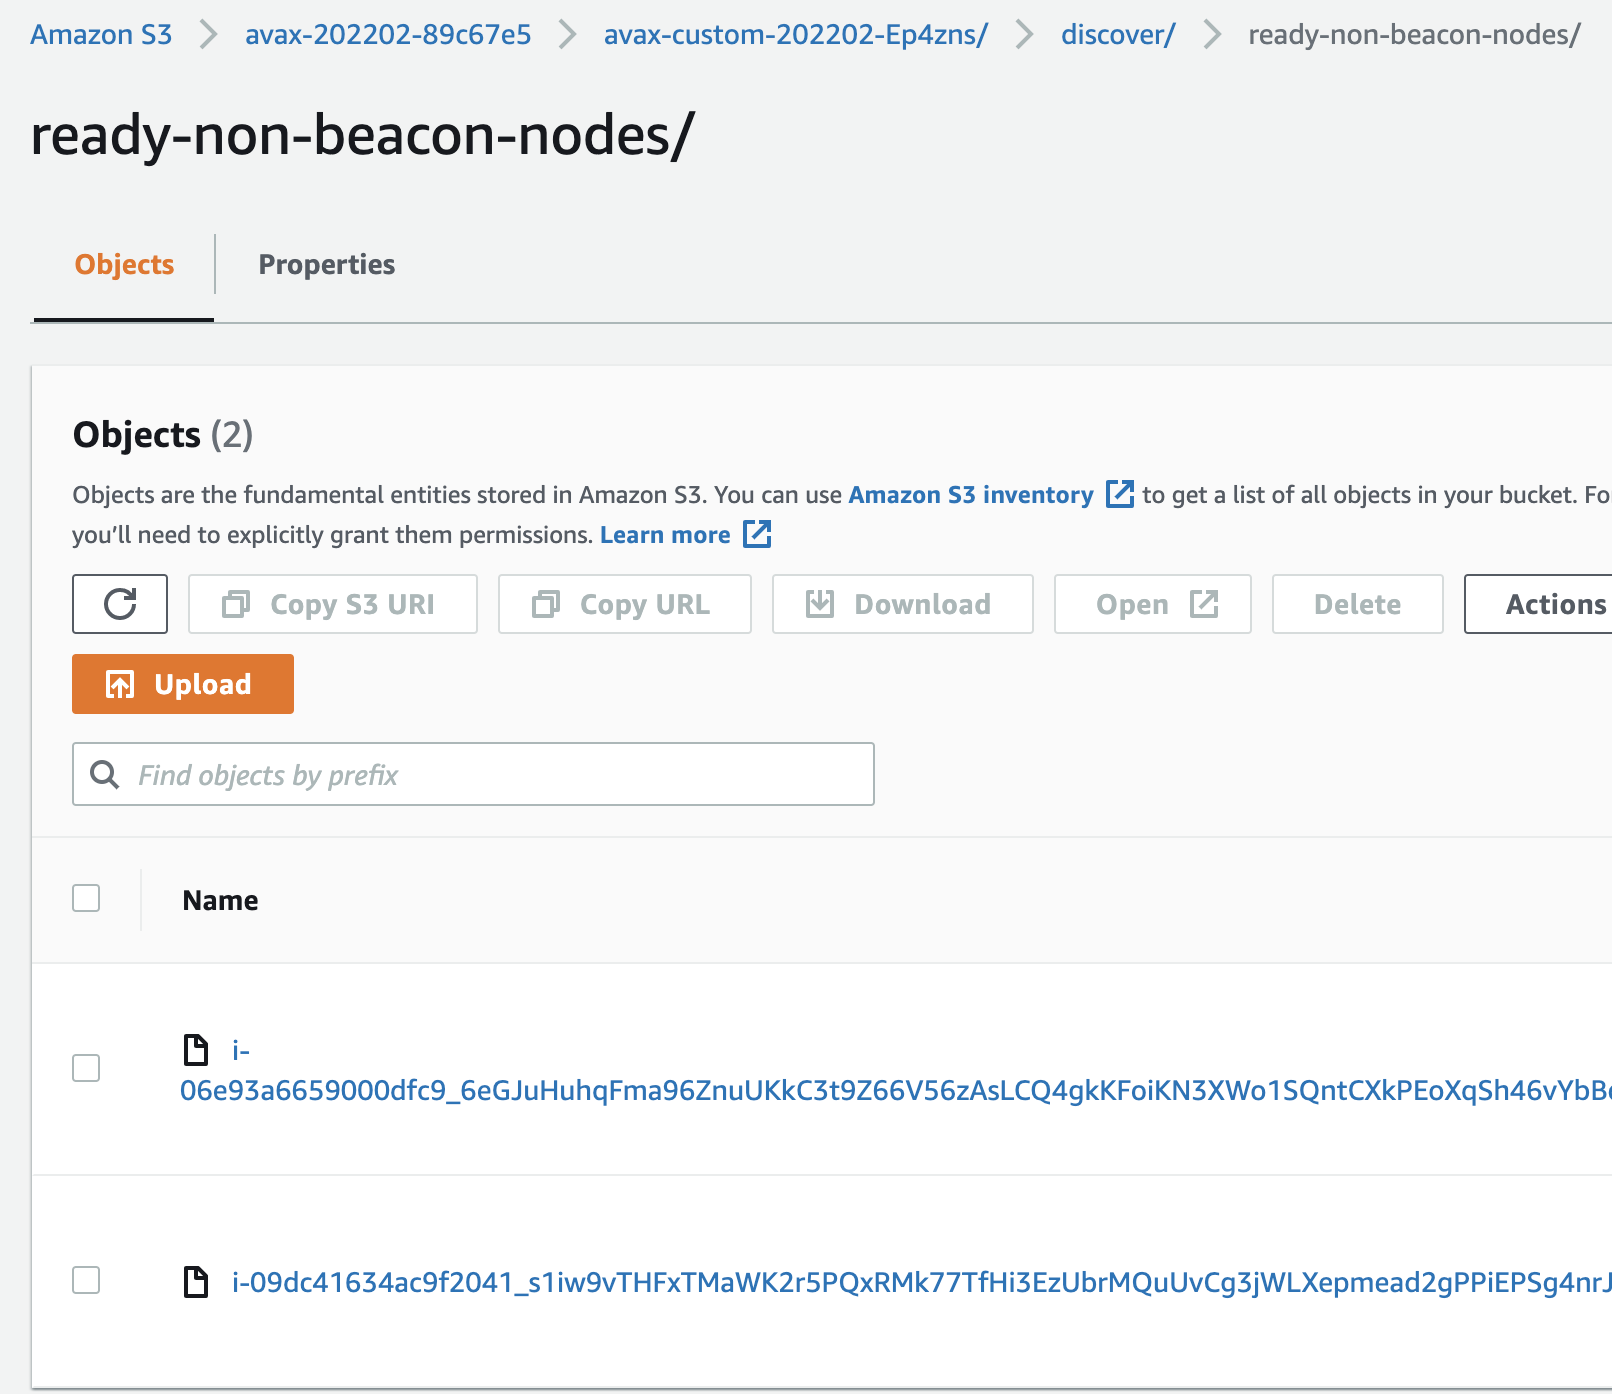 Amazon S3 > avax-202202-89c67e5 > avax-custom-202202-Ep4zns/ > discover/ > ready-non-beacon-nodes/
ready-non-beacon-nodes/
Objects Properties
Objects (2)
Objects are the fundamental entities stored in Amazon S3. You can use Amazon S3 inventory to get a list of all objects in your bucket. Fo
you'll need to explicitly grant them permissions. Learn more
Copy S3 URI Copy URL Download Open Delete Actions
Upload
Find objects by prefix
Name
i-
06e93a6659000dfc9_6eGJuHuhqFma96ZnuUKkC3t9Z66V56zAsLCQ4gkKFoiKN3XWo1SQntCXkPEoXqSh46vYbB
i-09dc41634ac9f2041_s1iw9vTHFxTMaWK2r5PQxRMk77TfHi3EzUbrMQuUvCg3jWLXepmead2gPPiEPSg4nrJ